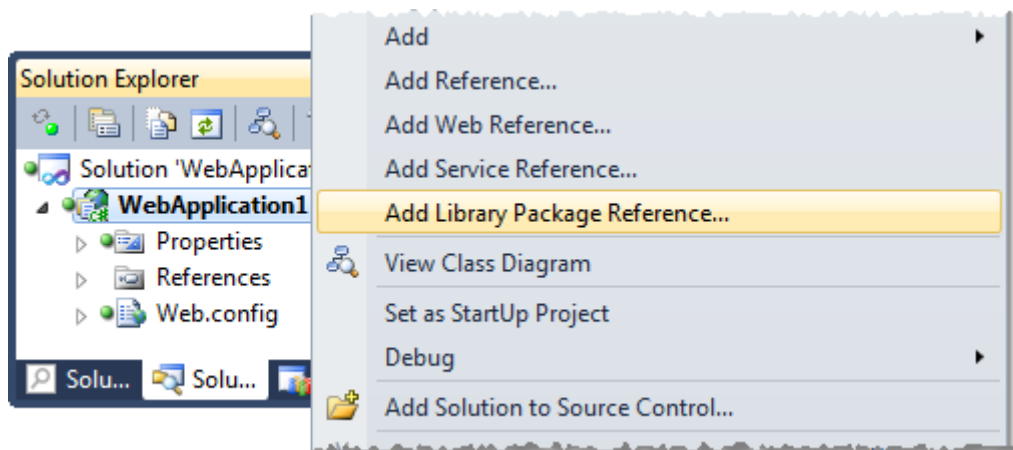 Solution Explorer
Solution 'WebApplica
WebApplication1
Properties
References
Web.config
Solu...
Solu...
Add
Add Reference...
Add Web Reference...
Add Service Reference...
Add Library Package Reference...
View Class Diagram
Set as StartUp Project
Debug
Add Solution to Source Control...